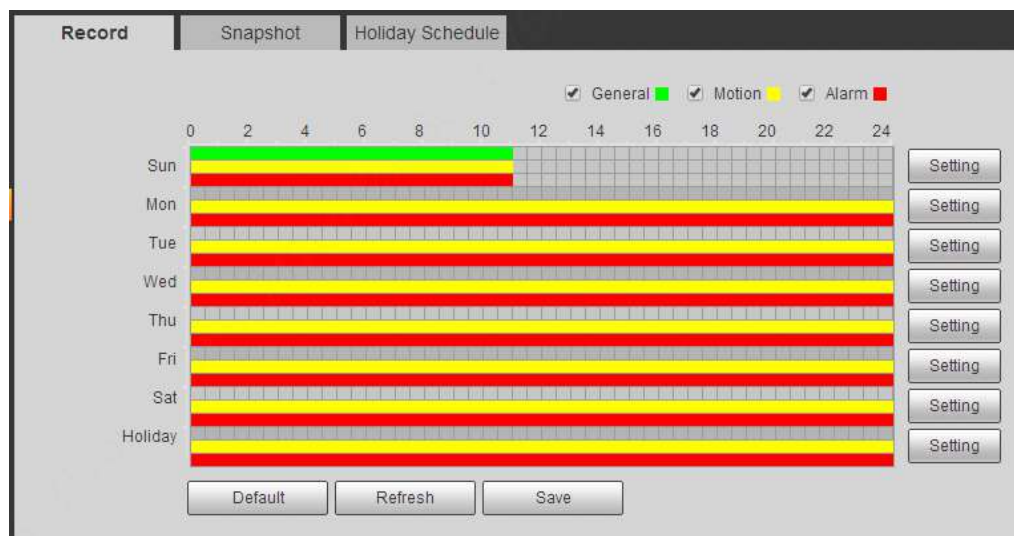 Record Snapshot Holiday Schedule
General Motion Alarm
0 2 4 6 8 10 12 14 16 18 20 22 24
Sun Setting
Mon Setting
Tue Setting
Wed Setting
Thu Setting
Fri Setting
Sat Setting
Holiday Setting
Default Refresh Save